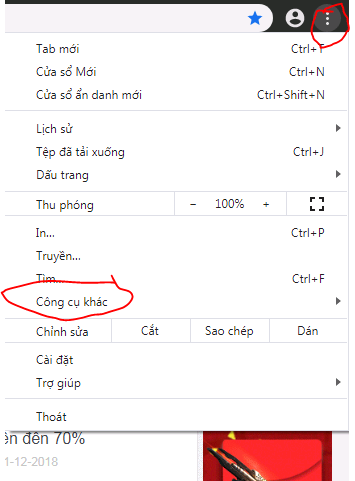 Tab mới Ctrl+T
Cửa sổ Mới Ctrl+N
Cửa sổ ẩn danh mới Ctrl+Shift+N
Lịch sử
Tệp đã tải xuống Ctrl+J
Dấu trang
Thu phóng − 100% +
In... Ctrl+P
Truyền...
Tìm... Ctrl+F
Công cụ khác
Chỉnh sửa Cắt Sao chép Dán
Cài đặt
Trợ giúp
Thoát
ên đến 70%
1-12-2018